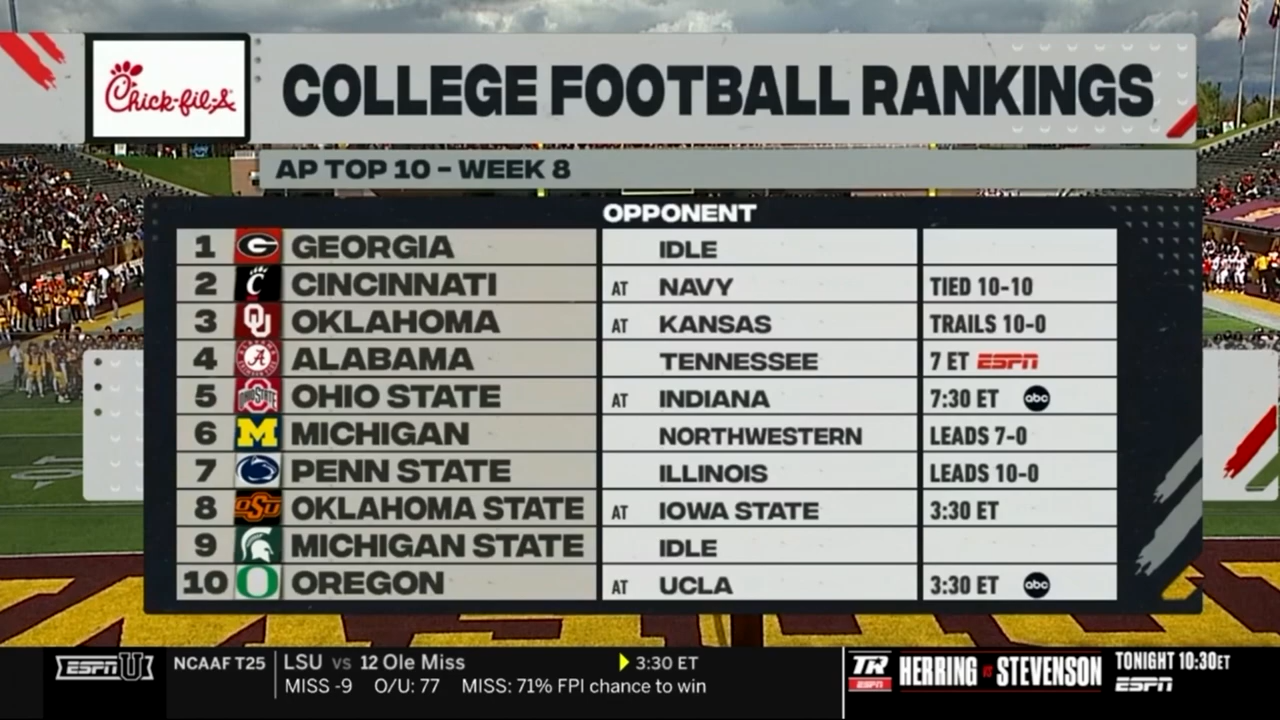 Chick-fil-A
COLLEGE FOOTBALL RANKINGS
AP TOP 10 – WEEK 8
OPPONENT
1 G GEORGIA IDLE
2 C CINCINNATI AT NAVY TIED 10-10
3 OU OKLAHOMA AT KANSAS TRAILS 10-0
4 A ALABAMA TENNESSEE 7 ET ESPN
5 OHIO STATE OHIO STATE AT INDIANA 7:30 ET abc
6 M MICHIGAN NORTHWESTERN LEADS 7-0
7 PENN STATE ILLINOIS LEADS 10-0
8 OSU OKLAHOMA STATE AT IOWA STATE 3:30 ET
9 MICHIGAN STATE IDLE
10 O OREGON AT UCLA 3:30 ET abc
ESPNU NCAAF T25 LSU vs 12 Ole Miss 3:30 ET
MISS -9 O/U: 77 MISS: 71% FPI chance to win
TR ESPN HERRING vs STEVENSON TONIGHT 10:30ET
ESPN